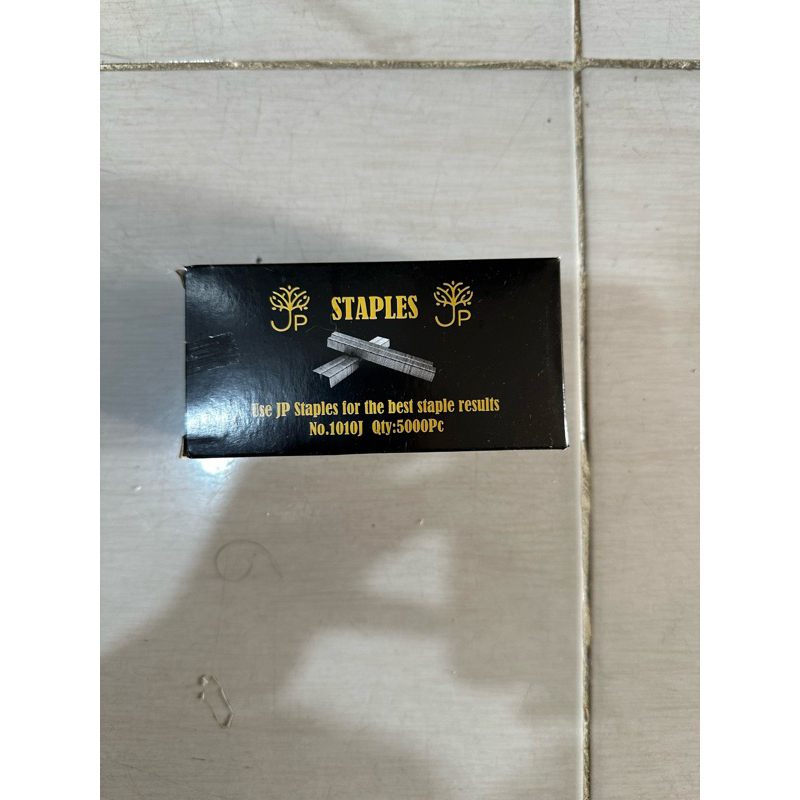 JP STAPLES JP
Use JP Staples for the best staple results
No.1010J Qty:5000Pc